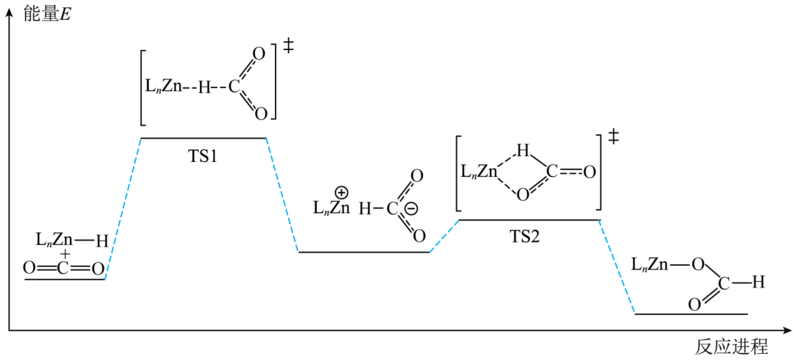 能量E
[LₙZn--H--C O O]‡
TS1
LₙZn⊕ H—C⊖ O O
[LₙZn H C O O]‡
TS2
LₙZn—H
+
O=C=O
LₙZn—O C—H O
反应进程